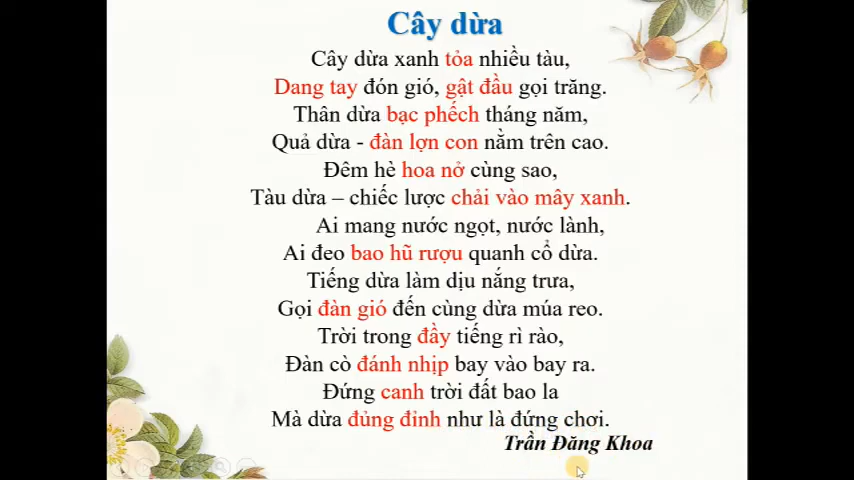 Cây dừa
Cây dừa xanh tỏa nhiều tàu,
Dang tay đón gió, gật đầu gọi trăng.
Thân dừa bạc phếch tháng năm,
Quả dừa - đàn lợn con nằm trên cao.
Đêm hè hoa nở cùng sao,
Tàu dừa – chiếc lược chải vào mây xanh.
Ai mang nước ngọt, nước lành,
Ai đeo bao hũ rượu quanh cổ dừa.
Tiếng dừa làm dịu nắng trưa,
Gọi đàn gió đến cùng dừa múa reo.
Trời trong đầy tiếng rì rào,
Đàn cò đánh nhịp bay vào bay ra.
Đứng canh trời đất bao la
Mà dừa đủng đỉnh như là đứng chơi.
Trần Đăng Khoa